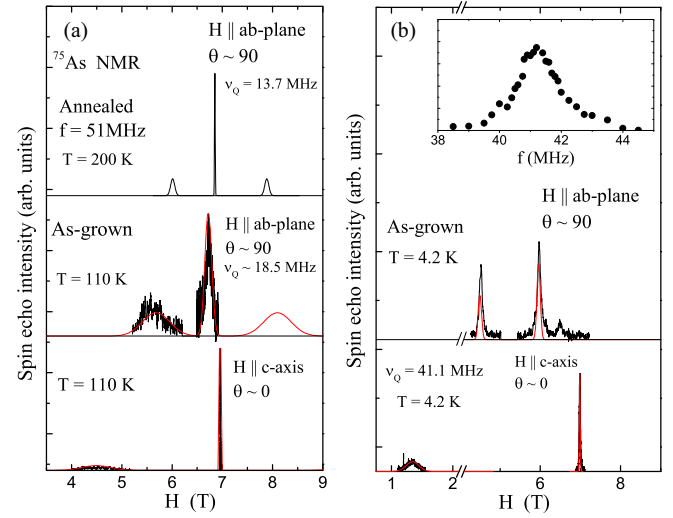 (a)
H || ab-plane
θ ~ 90
ν_Q ~ 13.7 MHz
⁷⁵As NMR
Annealed
f = 51MHz
T = 200 K
As-grown
T = 110 K
H || ab-plane
θ ~ 90
ν_Q ~ 18.5 MHz
T = 110 K
H || c-axis
θ ~ 0
Spin echo intensity (arb. units)
4 5 6 7 8 9
H (T)
(b)
38 40 42 44
f (MHz)
As-grown
T = 4.2 K
H || ab-plane
θ ~ 90
ν_Q ~ 41.1 MHz
T = 4.2 K
H || c-axis
θ ~ 0
Spin echo intensity (arb. units)
1 2 6 8
H (T)